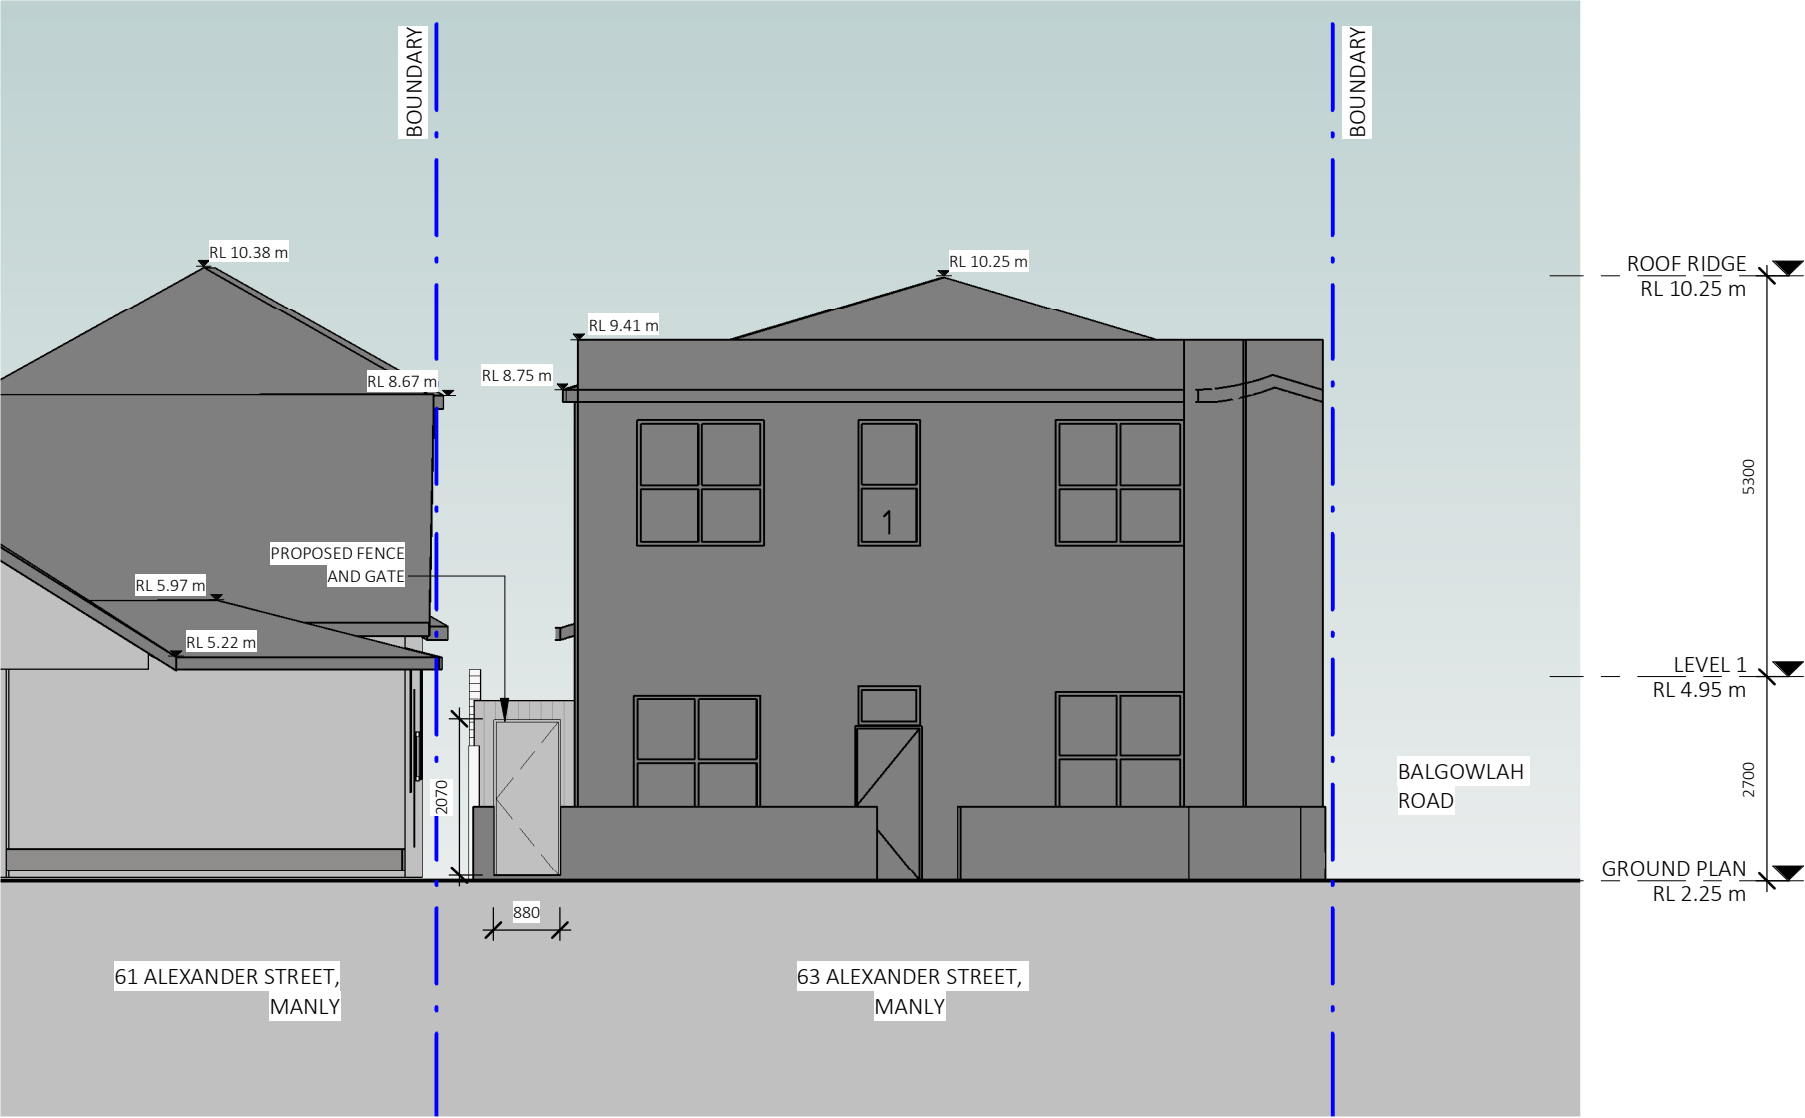 BOUNDARY
BOUNDARY
RL 10.38 m
RL 10.25 m
ROOF RIDGE
RL 10.25 m
RL 9.41 m
RL 8.67 m
RL 8.75 m
5300
1
PROPOSED FENCE
AND GATE
RL 5.97 m
RL 5.22 m
LEVEL 1
RL 4.95 m
2070
BALGOWLAH
ROAD
2700
GROUND PLAN
RL 2.25 m
880
61 ALEXANDER STREET,
MANLY
63 ALEXANDER STREET,
MANLY